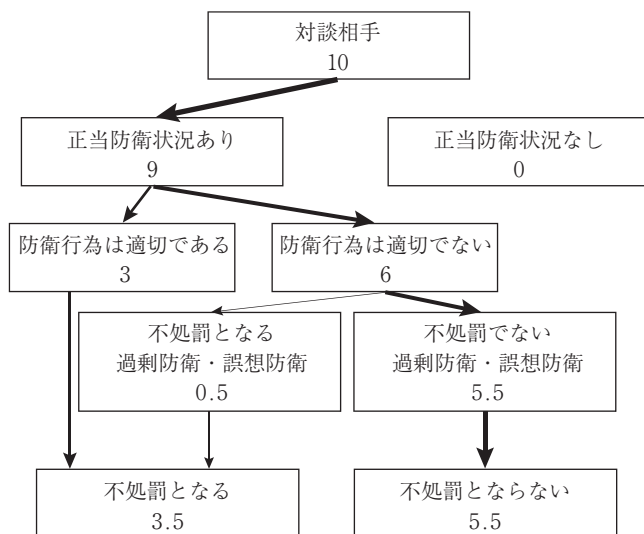 対談相手
10
正当防衛状況あり
9
正当防衛状況なし
0
防衛行為は適切である
3
防衛行為は適切でない
6
不処罰となる
過剰防衛・誤想防衛
0.5
不処罰でない
過剰防衛・誤想防衛
5.5
不処罰となる
3.5
不処罰とならない
5.5